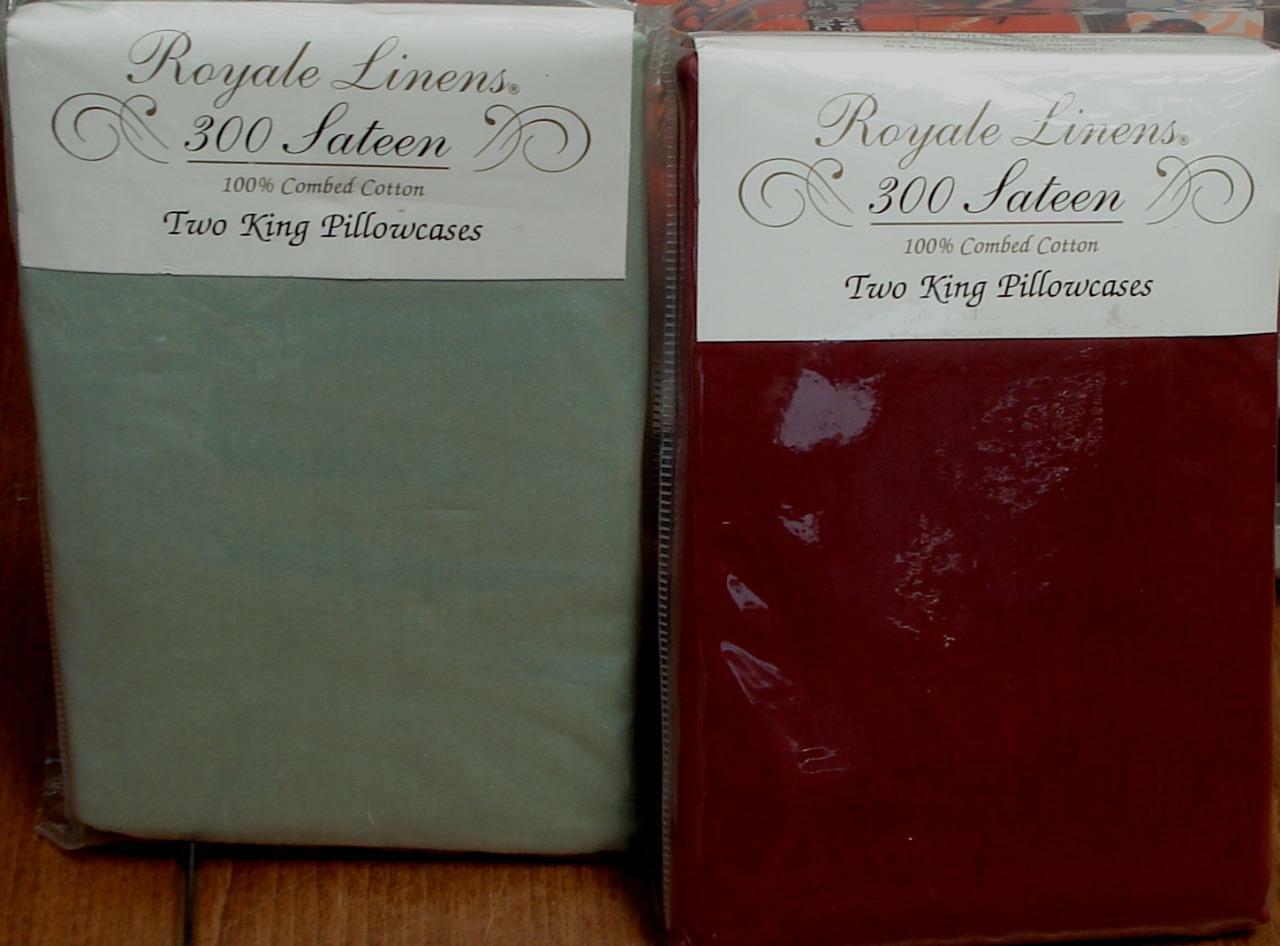 Royale Linens®
300 Sateen
100% Combed Cotton
Two King Pillowcases
Royale Linens®
300 Sateen
100% Combed Cotton
Two King Pillowcases